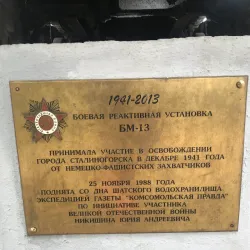 1941-2013
БОЕВАЯ РЕАКТИВНАЯ УСТАНОВКА
БМ-13
ПРИНИМАЛА УЧАСТИЕ В ОСВОБОЖДЕНИИ
ГОРОДА СТАЛИНОГОРСКА В ДЕКАБРЕ 1941 ГОДА
ОТ НЕМЕЦКО-ФАШИСТСКИХ ЗАХВАТЧИКОВ
25 НОЯБРЯ 1988 ГОДА
ПОДНЯТА СО ДНА ШАТСКОГО ВОДОХРАНИЛИЩА
ЭКСПЕДИЦИЕЙ ГАЗЕТЫ "КОМСОМОЛЬСКАЯ ПРАВДА"
ПО ИНИЦИАТИВЕ УЧАСТНИКА
ВЕЛИКОЙ ОТЕЧЕСТВЕННОЙ ВОЙНЫ
НИКИШИНА ЮРИЯ АНДРЕЕВИЧА